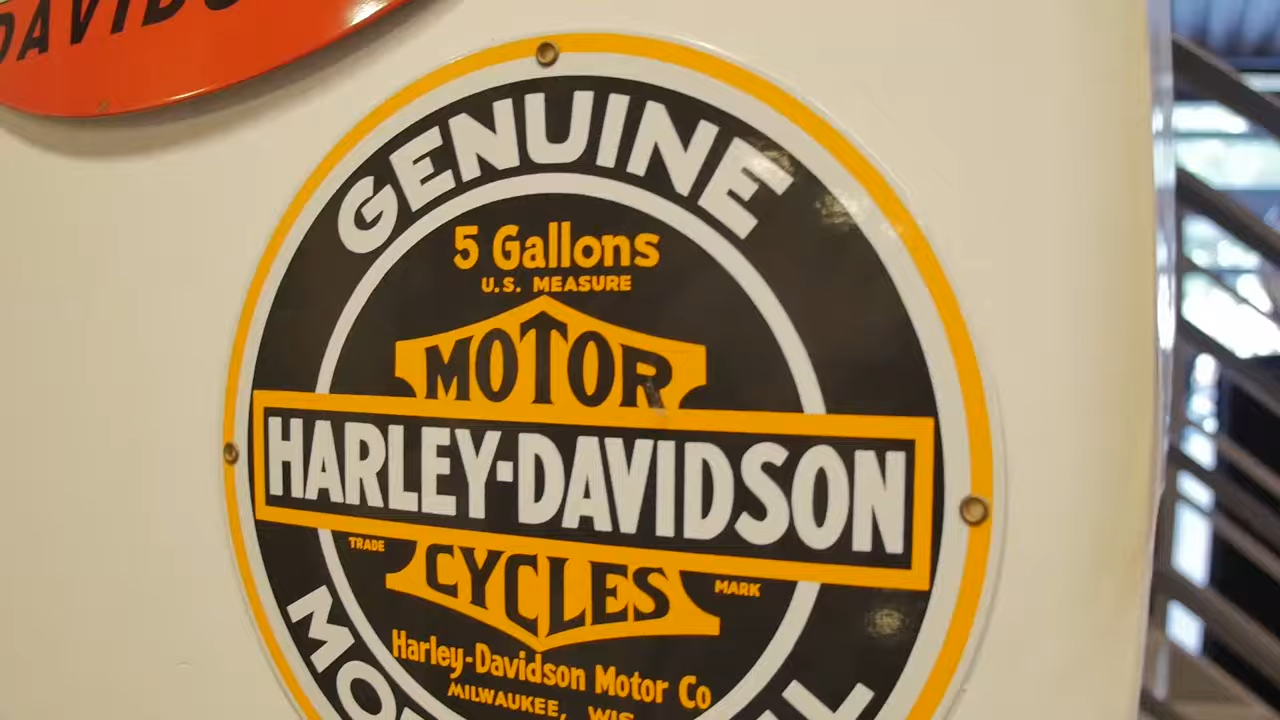 DAVIDS
GENUINE
5 Gallons
U.S. MEASURE
MOTOR
HARLEY-DAVIDSON
TRADE MARK
CYCLES
Harley-Davidson Motor Co
MILWAUKEE, WIS